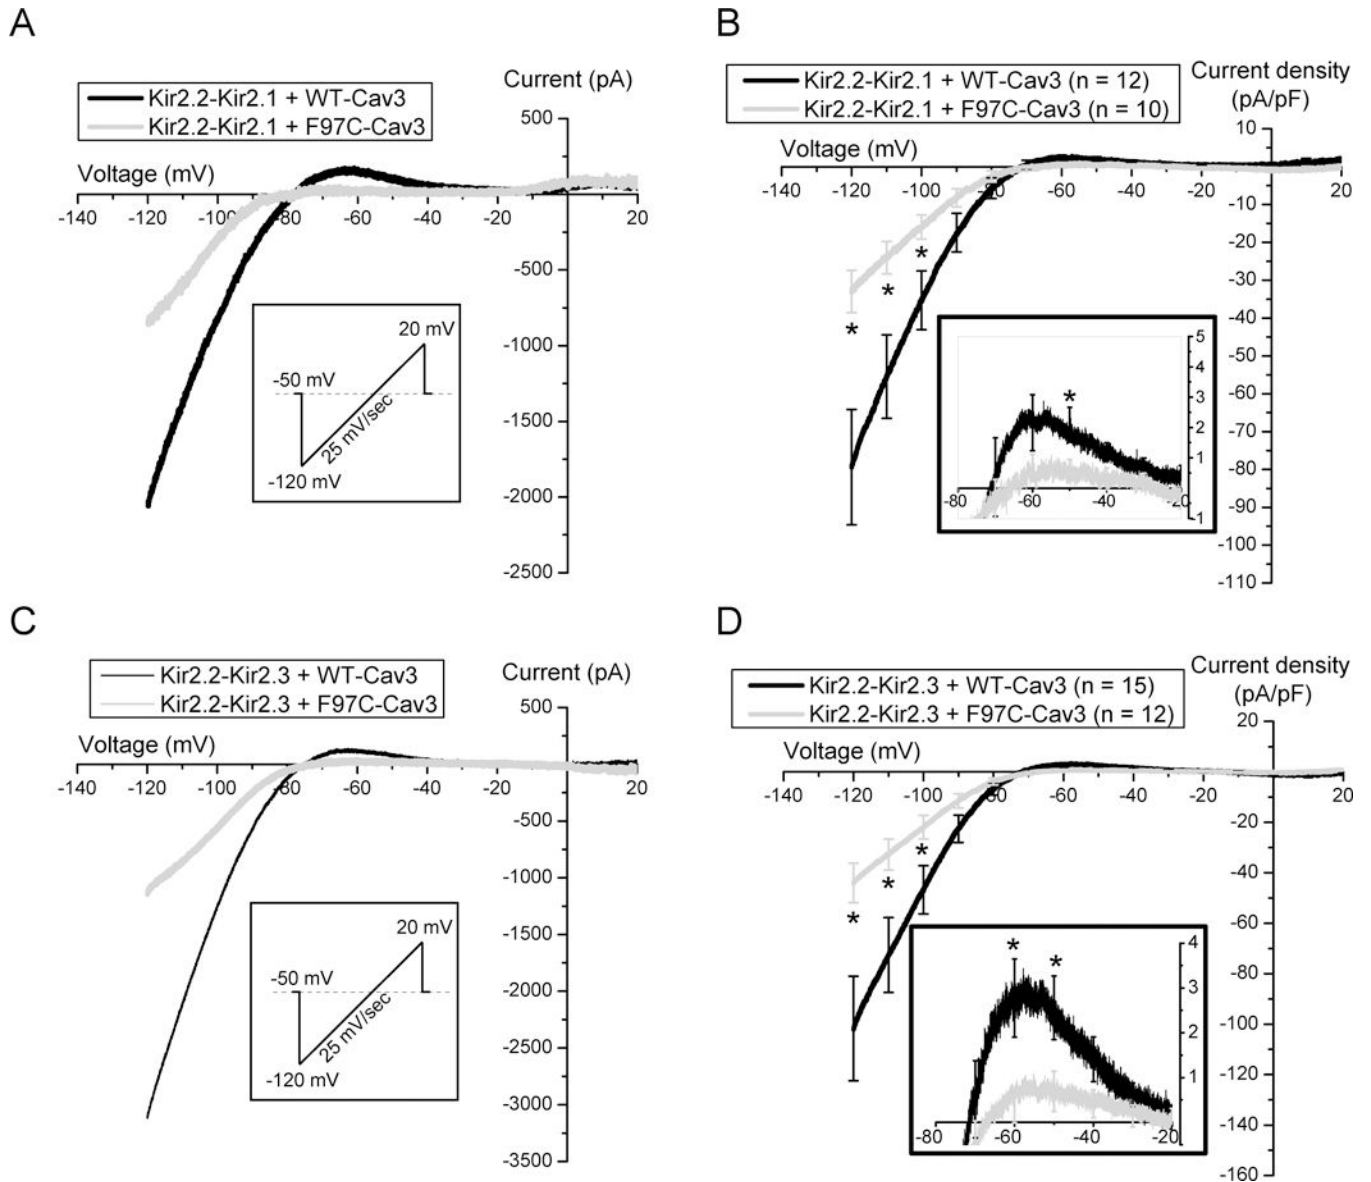 A
Kir2.2-Kir2.1 + WT-Cav3
Kir2.2-Kir2.1 + F97C-Cav3
Current (pA)
Voltage (mV)
500
-140 -120 -100 -80 -60 -40 -20 20
-500
-1000
-1500
-2000
-2500
20 mV
-50 mV
25 mV/sec
-120 mV
B
Kir2.2-Kir2.1 + WT-Cav3 (n = 12)
Kir2.2-Kir2.1 + F97C-Cav3 (n = 10)
Current density
(pA/pF)
Voltage (mV)
10
-140 -120 -100 -80 -60 -40 -20 20
-10
-20
-30
-40
-50
-60
-70
-80
-90
-100
-110
* * *
*
5
4
3
2
1
-1
-80 -60 -40 -20
C
Kir2.2-Kir2.3 + WT-Cav3
Kir2.2-Kir2.3 + F97C-Cav3
Current (pA)
Voltage (mV)
500
-140 -120 -100 -80 -60 -40 -20 20
-500
-1000
-1500
-2000
-2500
-3000
-3500
20 mV
-50 mV
25 mV/sec
-120 mV
D
Kir2.2-Kir2.3 + WT-Cav3 (n = 15)
Kir2.2-Kir2.3 + F97C-Cav3 (n = 12)
Current density
(pA/pF)
Voltage (mV)
20
-140 -120 -100 -80 -60 -40 -20 20
-20
-40
-60
-80
-100
-120
-140
-160
* * *
* *
4
3
2
1
-80 -60 -40 -20